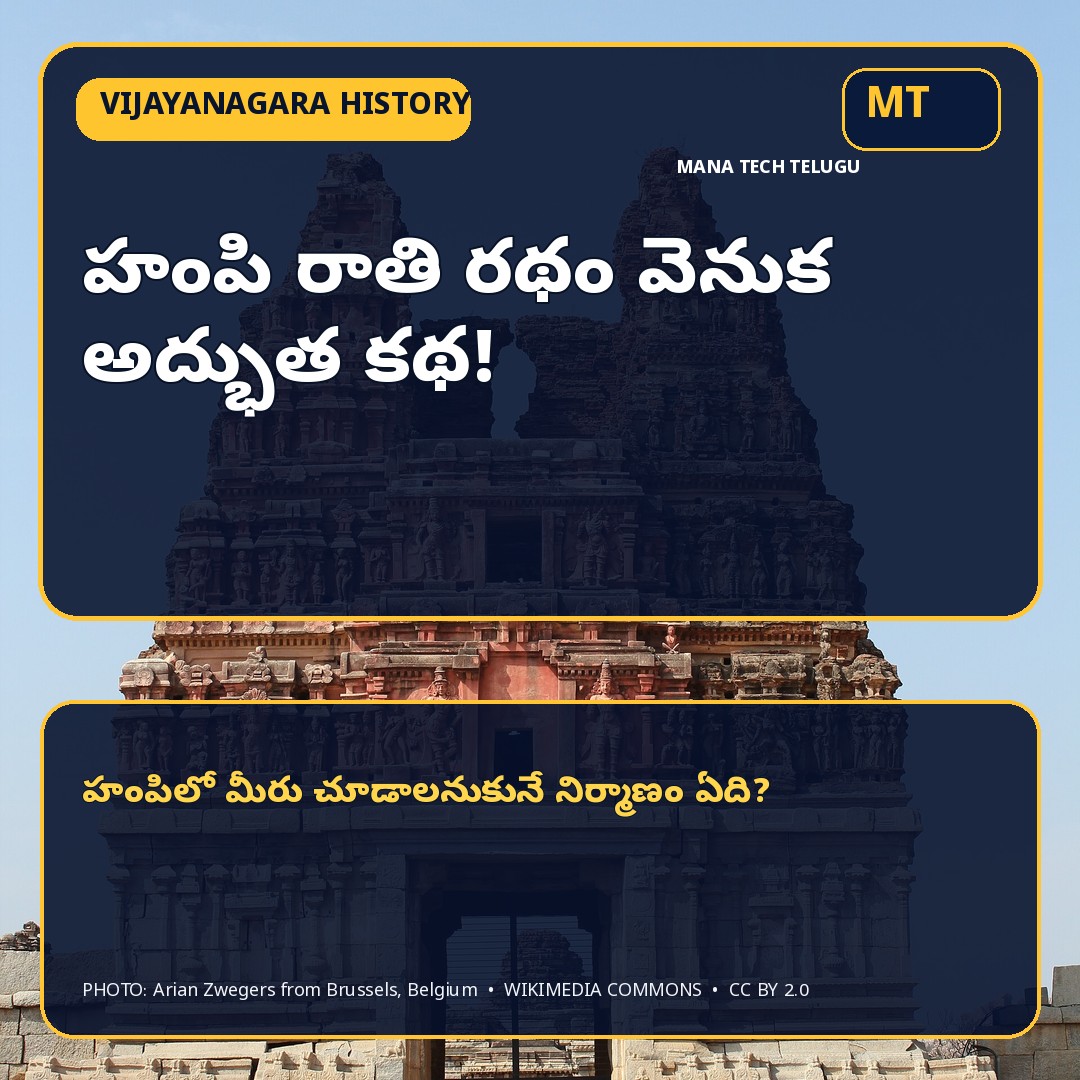 VIJAYANAGARA HISTORY
MT
MANA TECH TELUGU
హంపి రాతి రథం వెనుక
అద్భుత కథ!
హంపిలో మీరు చూడాలనుకునే నిర్మాణం ఏది?
PHOTO: Arian Zwegers from Brussels, Belgium • WIKIMEDIA COMMONS • CC BY 2.0